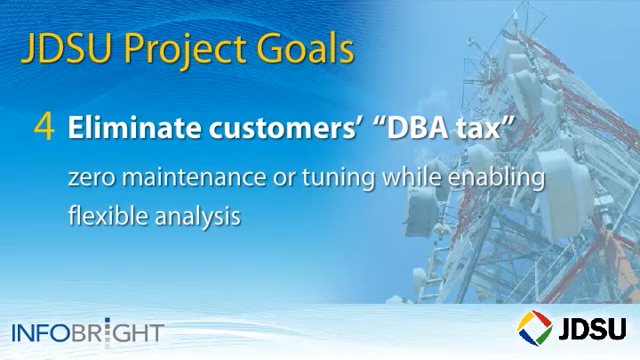 JDSU Project Goals
4 Eliminate customers’ “DBA tax”
zero maintenance or tuning while enabling
flexible analysis
INFOBRIGHT
JDSU